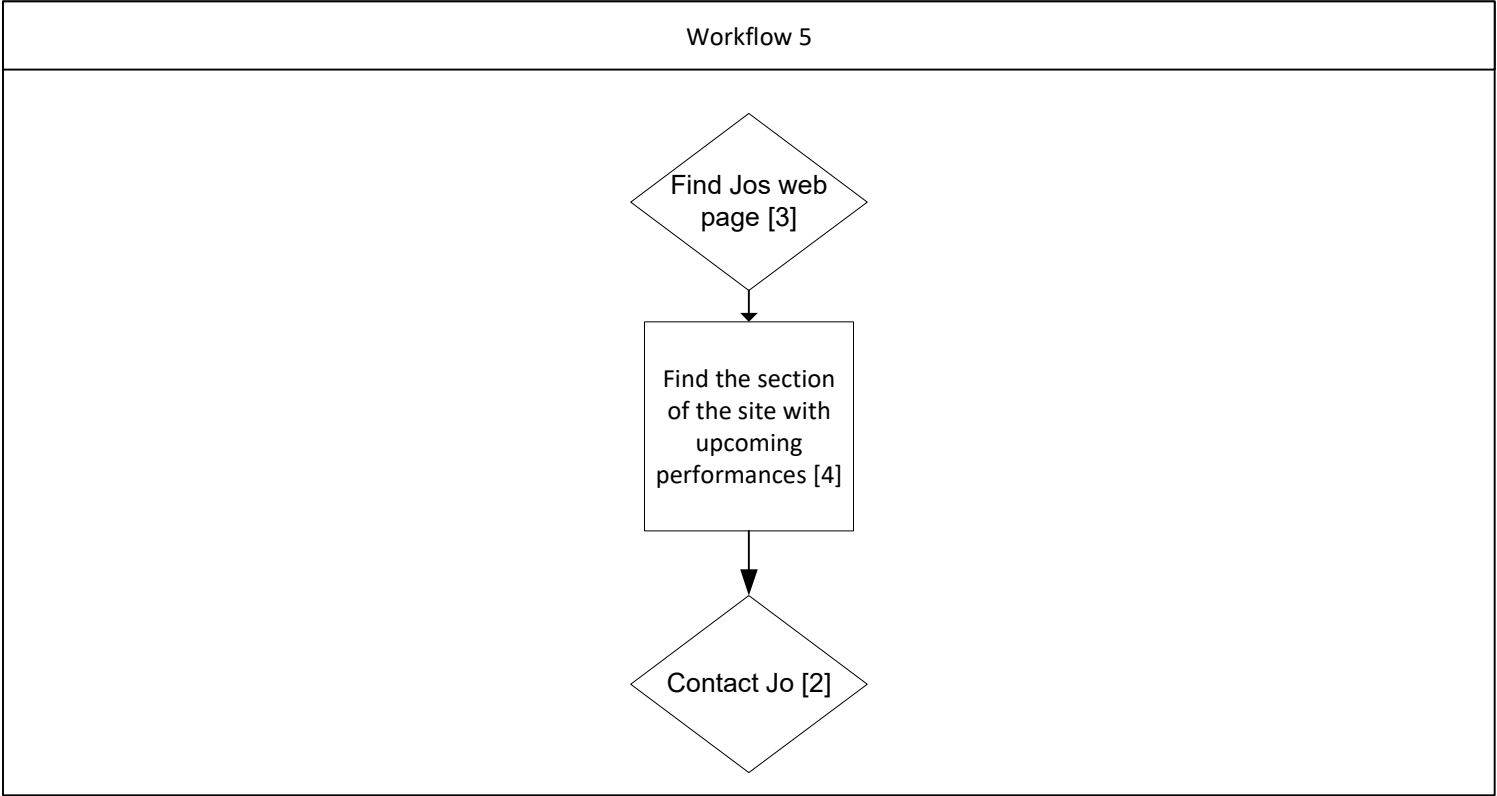 Workflow 5
Find Jos web
page [3]
Find the section
of the site with
upcoming
performances [4]
Contact Jo [2]